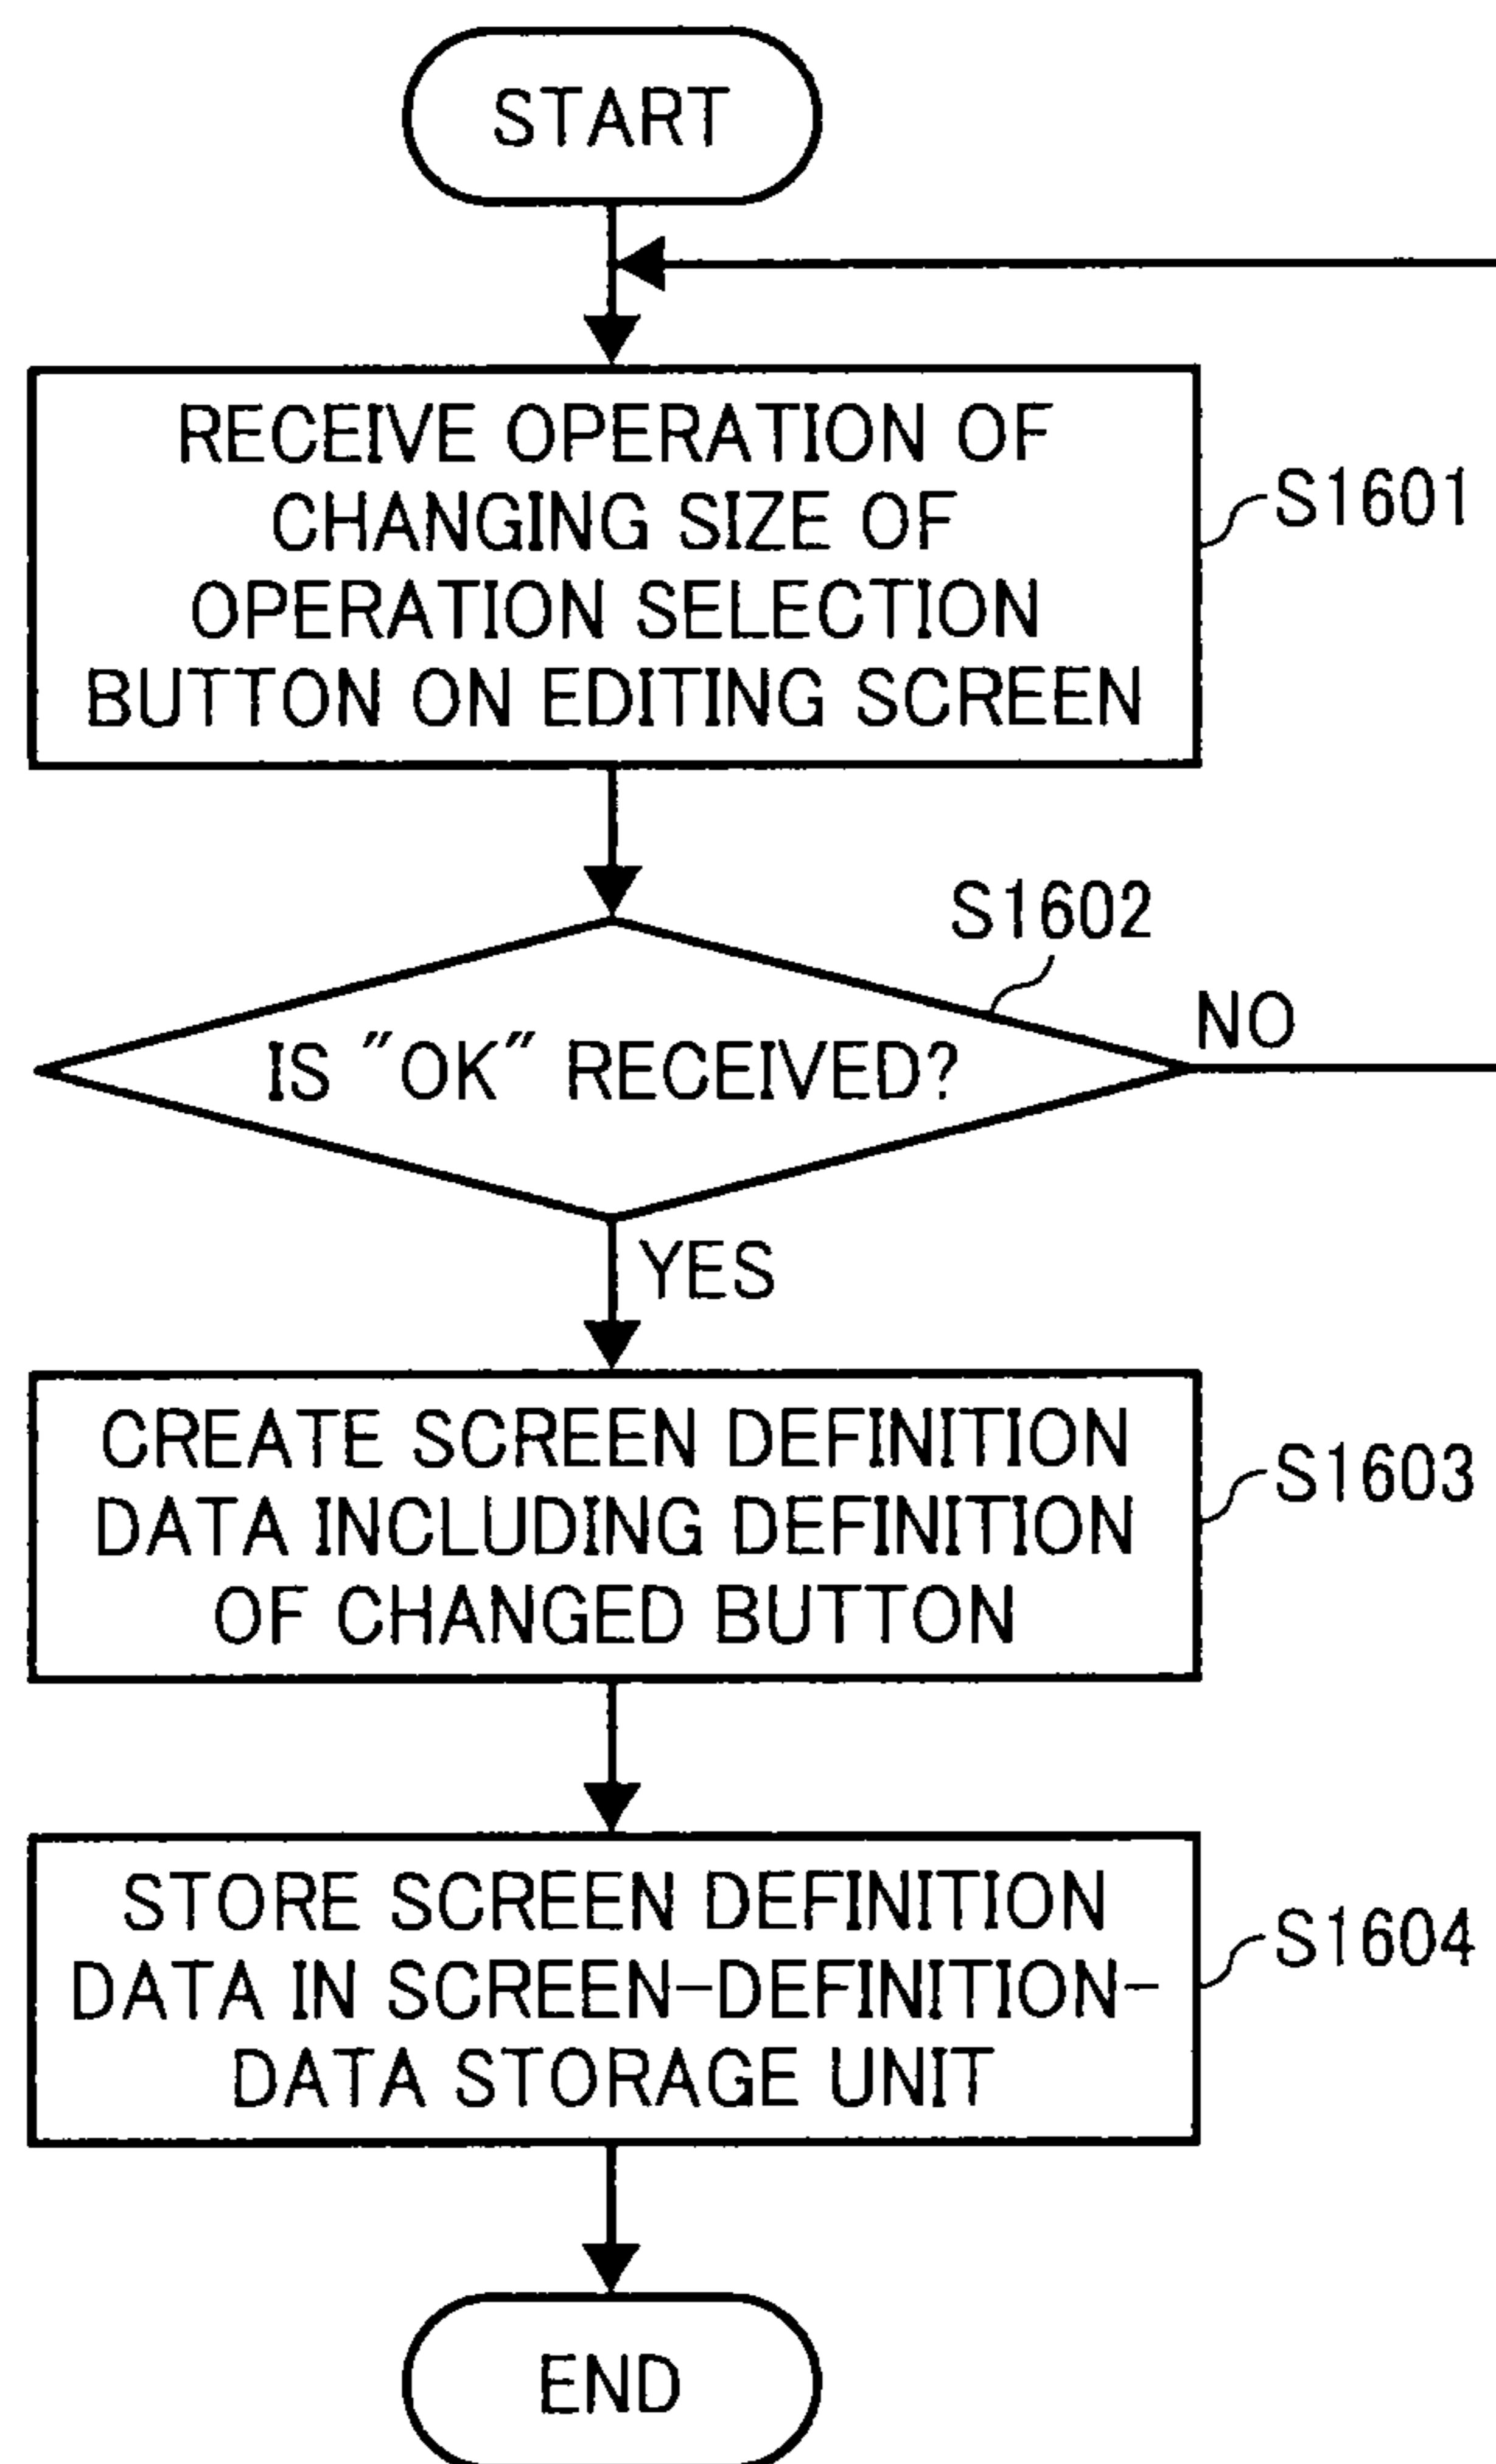 START
RECEIVE OPERATION OF
CHANGING SIZE OF
OPERATION SELECTION
BUTTON ON EDITING SCREEN
S1601
S1602
IS "OK" RECEIVED?
NO
YES
CREATE SCREEN DEFINITION
DATA INCLUDING DEFINITION
OF CHANGED BUTTON
S1603
STORE SCREEN DEFINITION
DATA IN SCREEN-DEFINITION-
DATA STORAGE UNIT
S1604
END